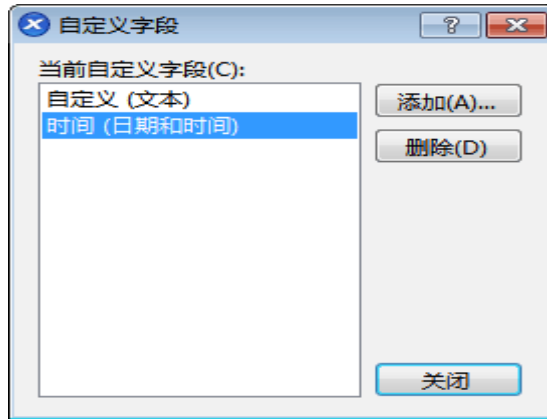 自定义字段
当前自定义字段(C):
自定义 (文本)
时间 (日期和时间)
添加(A)...
删除(D)
关闭